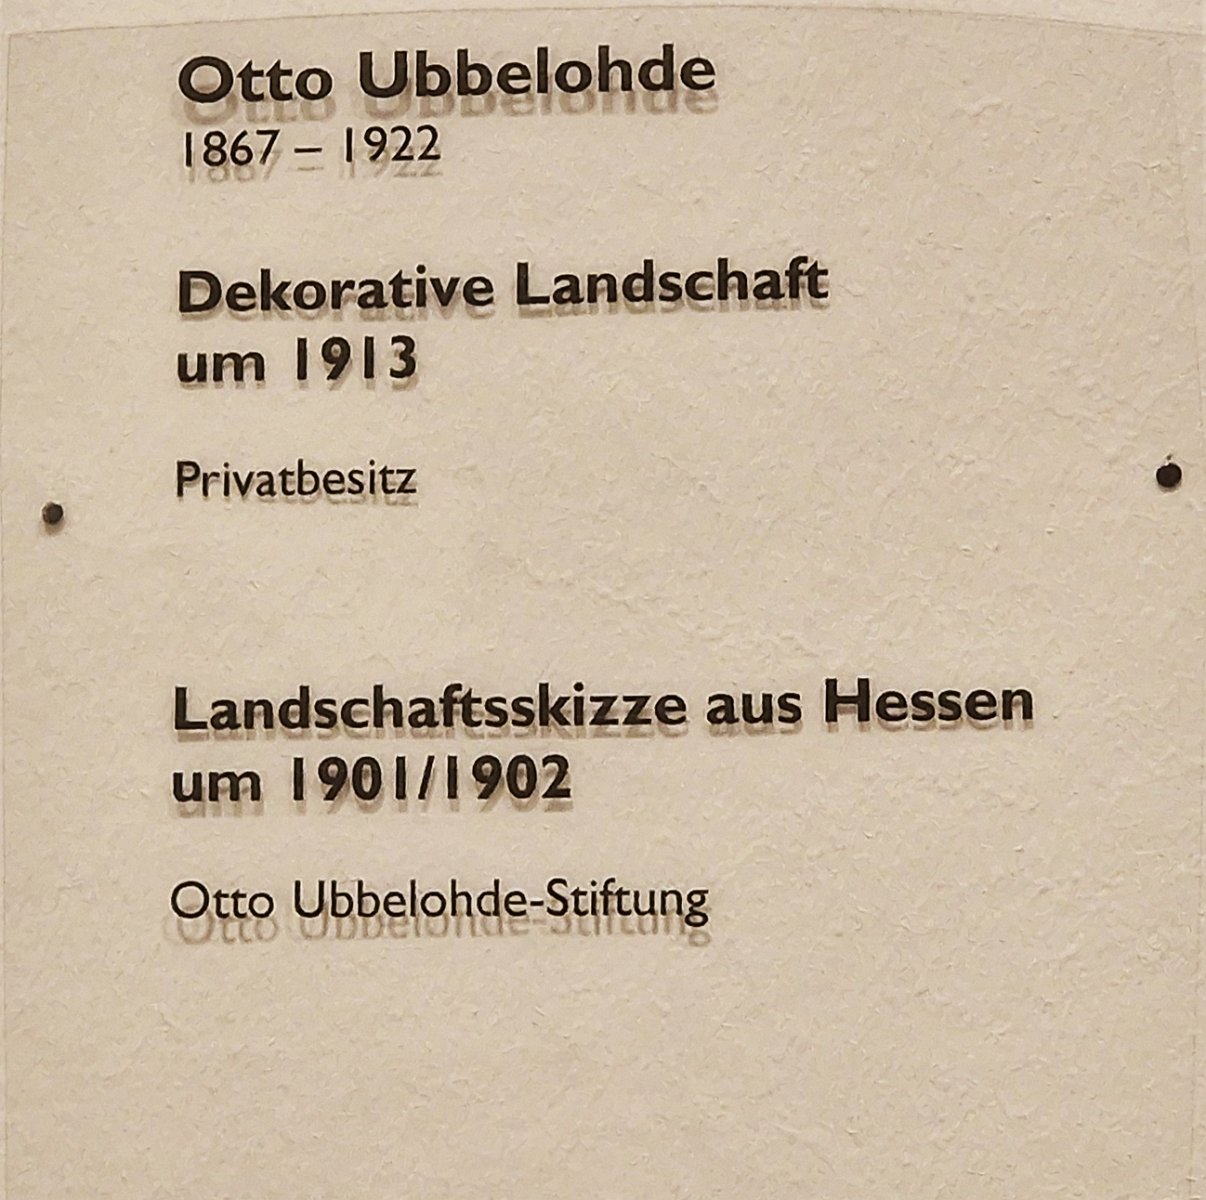 Otto Ubbelohde
1867 – 1922
Dekorative Landschaft
um 1913
Privatbesitz
Landschaftsskizze aus Hessen
um 1901/1902
Otto Ubbelohde-Stiftung